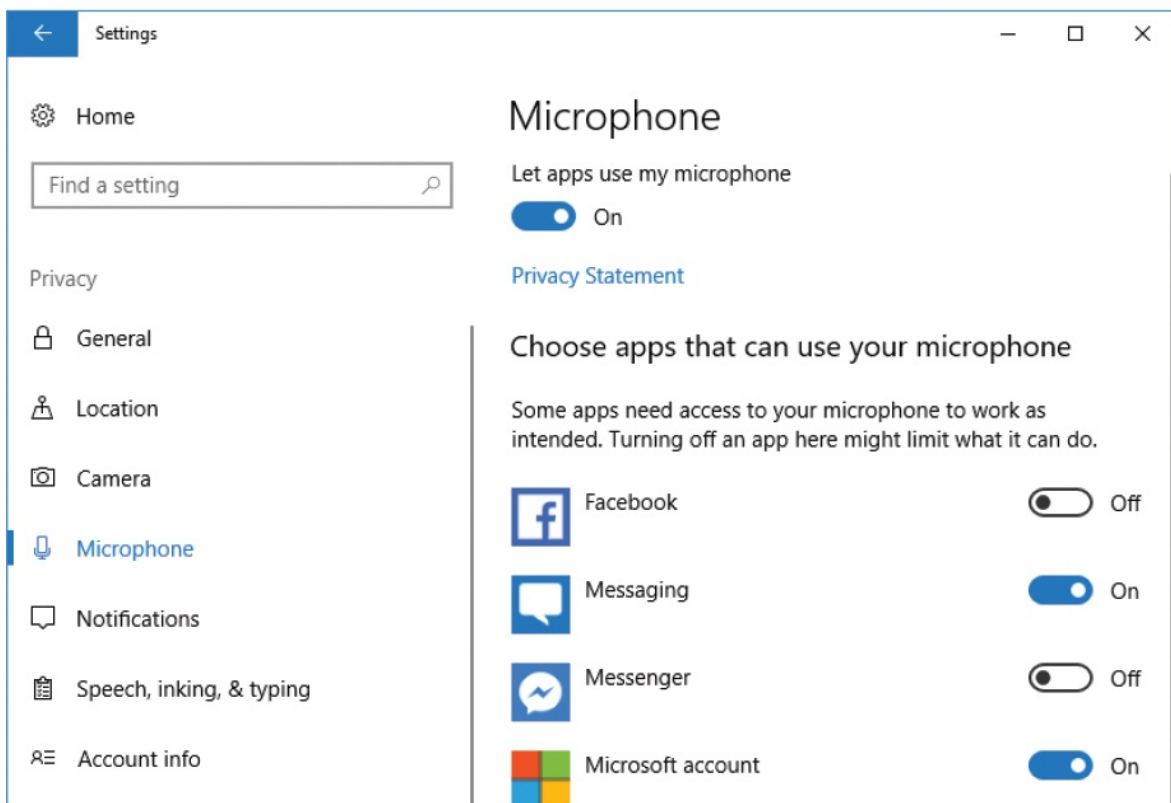 Settings
Home
Find a setting
Privacy
General
Location
Camera
Microphone
Notifications
Speech, inking, & typing
Account info
Microphone
Let apps use my microphone
On
Privacy Statement
Choose apps that can use your microphone
Some apps need access to your microphone to work as
intended. Turning off an app here might limit what it can do.
Facebook Off
Messaging On
Messenger Off
Microsoft account On